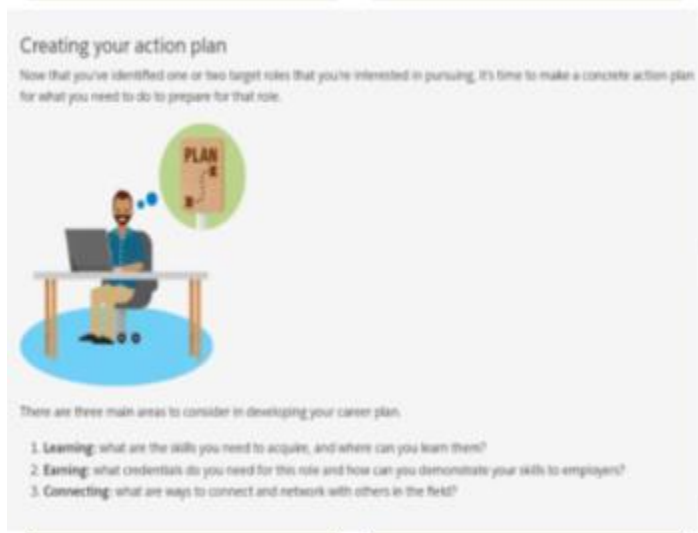 Creating your action plan
Now that you've identified one or two target roles that you're interested in pursuing, it's time to make a concrete action plan
for what you need to do to prepare for that role.
PLAN
There are three main areas to consider in developing your career plan.
1. Learning: what are the skills you need to acquire, and where can you learn them?
2. Earning: what credentials do you need for this role and how can you demonstrate your skills to employers?
3. Connecting: what are ways to connect and network with others in the field?